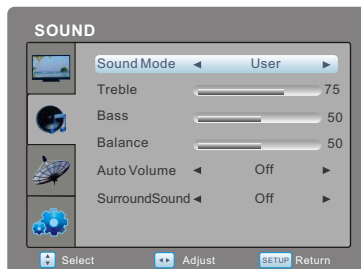 SOUND
Sound Mode ◄ User ►
Treble 75
Bass 50
Balance 50
Auto Volume ◄ Off ►
SurroundSound ◄ Off ►
Select Adjust SETUP Return